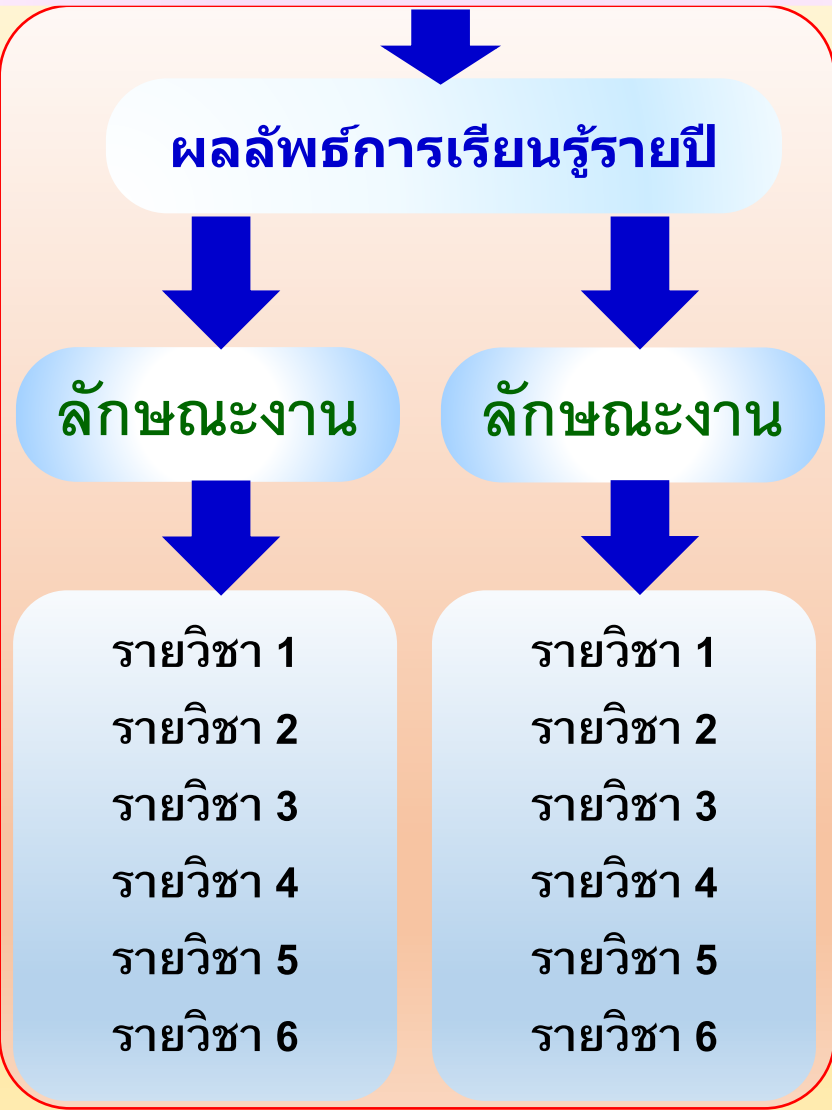 ผลลัพธ์การเรียนรู้รายปี
ลักษณะงาน
ลักษณะงาน
รายวิชา 1
รายวิชา 2
รายวิชา 3
รายวิชา 4
รายวิชา 5
รายวิชา 6
รายวิชา 1
รายวิชา 2
รายวิชา 3
รายวิชา 4
รายวิชา 5
รายวิชา 6